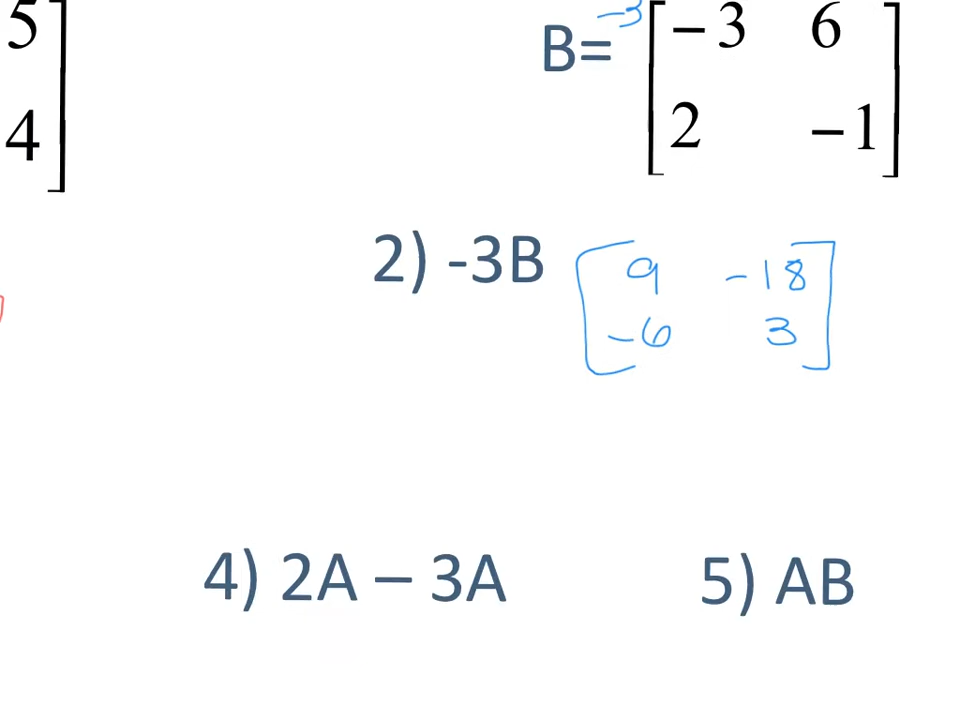 5
4
B= -3 [ -3 6
2 -1 ]
2) -3B [ 9 -18
-6 3 ]
4) 2A – 3A 5) AB